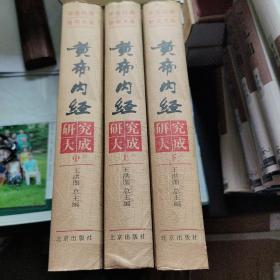 黄帝内经
研究
大成
中
王洪图 总主编
北京出版社
黄帝内经
研究
大成
上
王洪图 总主编
北京出版社
黄帝内经
研究
大成
下
王洪图 总主编
北京出版社